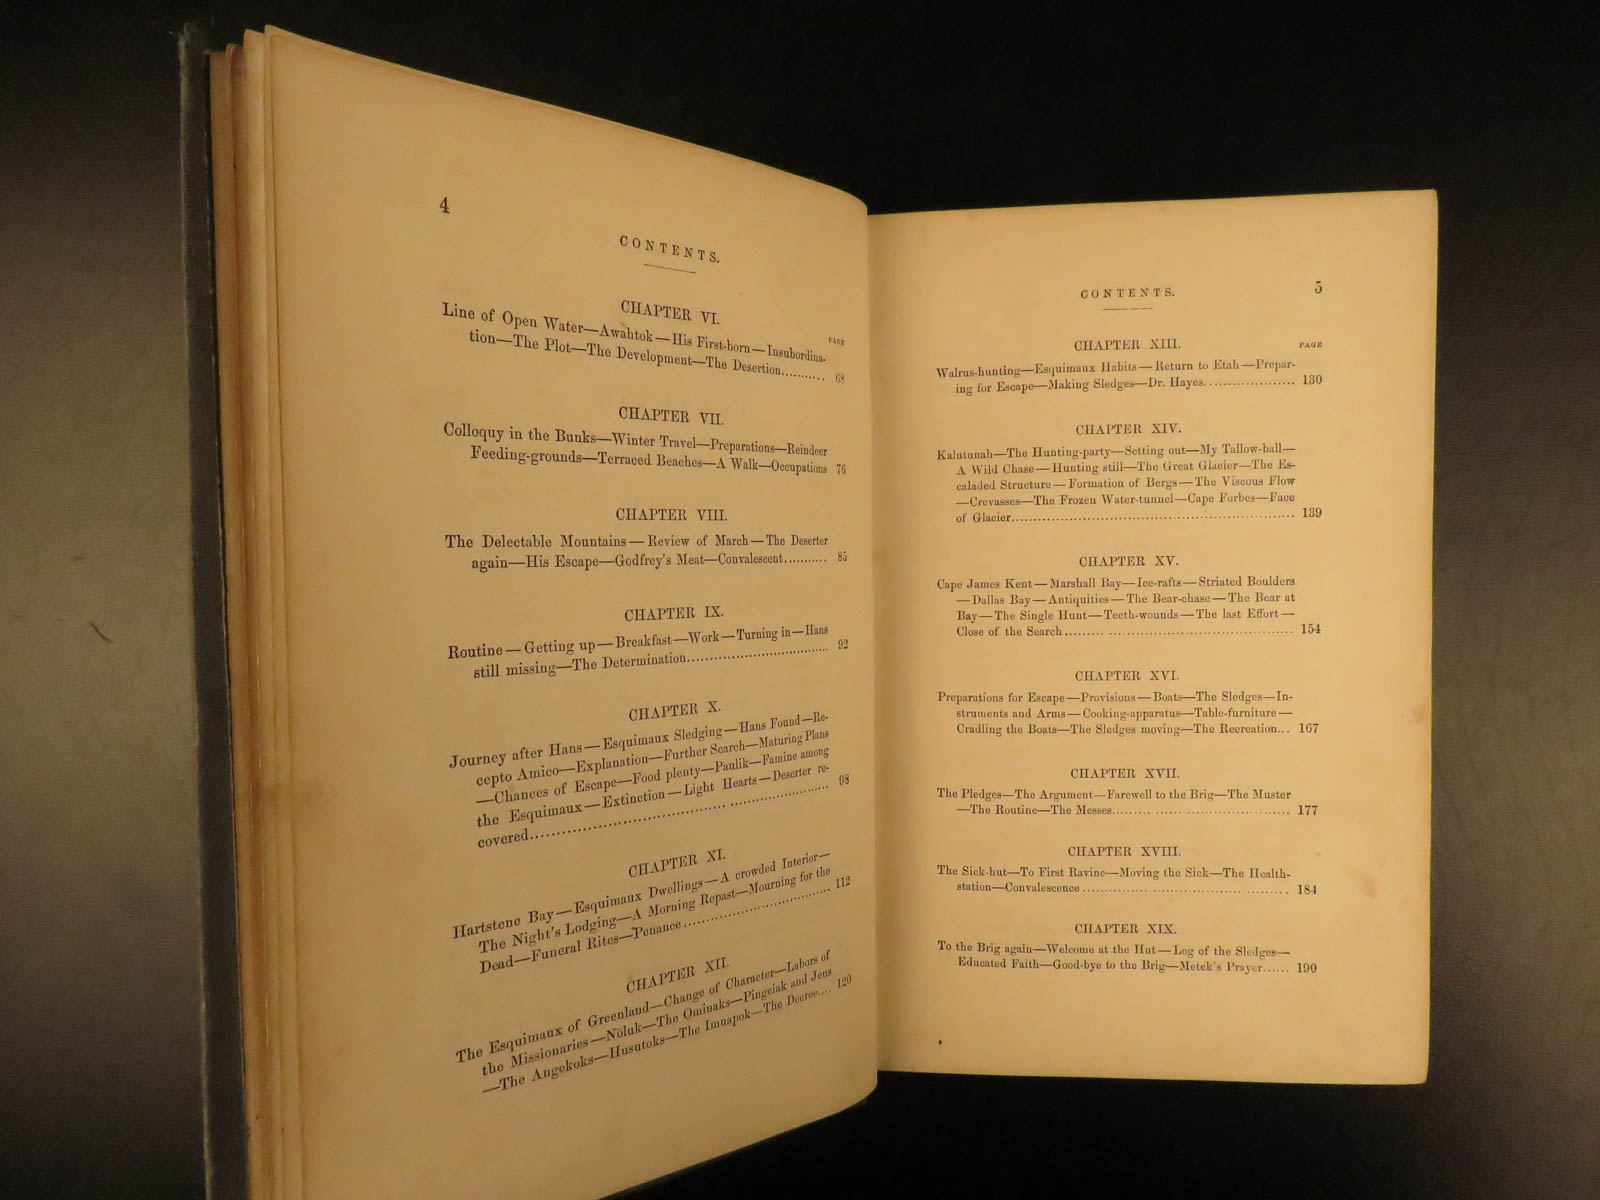 4
CONTENTS.
CHAPTER VI.
PAGE
Line of Open Water—Awahtok—His First-born—Insubordina-
tion—The Plot—The Development—The Desertion........... 68
CHAPTER VII.
Colloquy in the Bunks—Winter Travel—Preparations—Reindeer
Feeding-grounds—Terraced Beaches—A Walk—Occupations 76
CHAPTER VIII.
The Delectable Mountains—Review of March—The Deserter
again—His Escape—Godfrey's Meat—Convalescent........... 85
CHAPTER IX.
Routine—Getting up—Breakfast—Work—Turning in—Hans
still missing—The Determination................................ 92
CHAPTER X.
Journey after Hans—Esquimaux Sledging—Hans Found—Re-
cepto Amico—Explanation—Further Search—Maturing Plans
—Chances of Escape—Food plenty—Paulik—Famine among
the Esquimaux—Extinction—Light Hearts—Deserter re-
covered................................................ 98
CHAPTER XI.
Hartstene Bay—Esquimaux Dwellings—A crowded Interior—
The Night's Lodging—A Morning Repast—Mourning for the
Dead—Funeral Rites—Penance................................ 112
CHAPTER XII.
The Esquimaux of Greenland—Change of Character—Labors of
the Missionaries—Nöluk—The Ominaks—Pingeiak and Jens
—The Angekoks—Husutoks—The Imnapok—The Decree.... 120
CONTENTS. 5
CHAPTER XIII.
PAGE
Walrus-hunting—Esquimaux Habits—Return to Etah—Prepar-
ing for Escape—Making Sledges—Dr. Hayes.................... 130
CHAPTER XIV.
Kalutunah—The Hunting-party—Setting out—My Tallow-ball—
A Wild Chase—Hunting still—The Great Glacier—The Es-
caladed Structure—Formation of Bergs—The Viscous Flow
—Crevasses—The Frozen Water-tunnel—Cape Forbes—Face
of Glacier................................................................ 139
CHAPTER XV.
Cape James Kent—Marshall Bay—Ice-rafts—Striated Boulders
—Dallas Bay—Antiquities—The Bear-chase—The Bear at
Bay—The Single Hunt—Teeth-wounds—The last Effort—
Close of the Search.................................................... 154
CHAPTER XVI.
Preparations for Escape—Provisions—Boats—The Sledges—In-
struments and Arms—Cooking-apparatus—Table-furniture—
Cradling the Boats—The Sledges moving—The Recreation... 167
CHAPTER XVII.
The Pledges—The Argument—Farewell to the Brig—The Muster
—The Routine—The Messes........................................ 177
CHAPTER XVIII.
The Sick-hut—To First Ravine—Moving the Sick—The Health-
station—Convalescence................................................ 184
CHAPTER XIX.
To the Brig again—Welcome at the Hut—Log of the Sledges—
Educated Faith—Good-bye to the Brig—Metek's Prayer...... 190